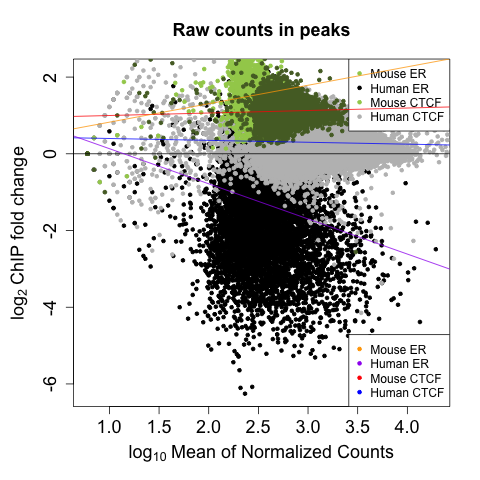 Raw counts in peaks
Mouse ER
Human ER
Mouse CTCF
Human CTCF
2
0
-2
-4
-6
log2 ChIP fold change
Mouse ER
Human ER
Mouse CTCF
Human CTCF
1.0 1.5 2.0 2.5 3.0 3.5 4.0
log10 Mean of Normalized Counts